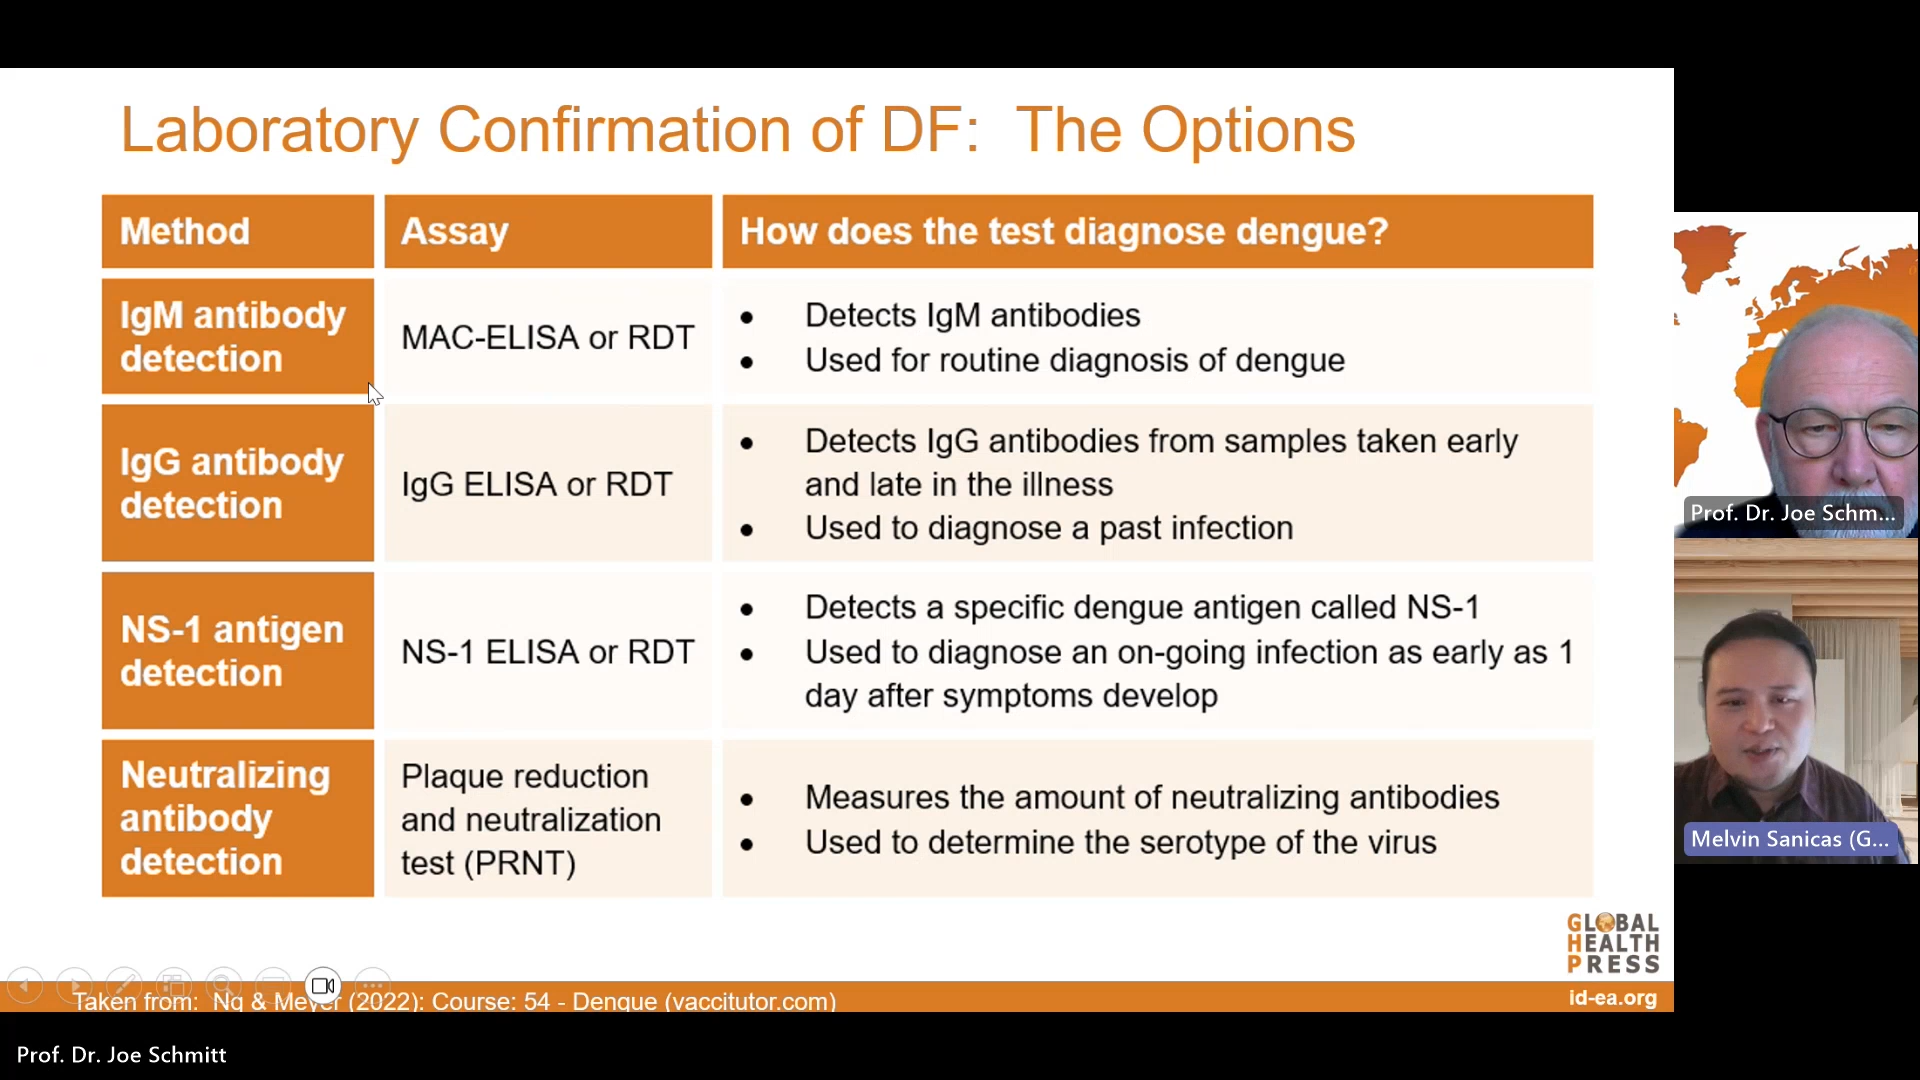 Laboratory Confirmation of DF: The Options
Method
Assay
How does the test diagnose dengue?
IgM antibody
detection
MAC-ELISA or RDT
• Detects IgM antibodies
• Used for routine diagnosis of dengue
IgG antibody
detection
IgG ELISA or RDT
• Detects IgG antibodies from samples taken early
and late in the illness
• Used to diagnose a past infection
NS-1 antigen
detection
NS-1 ELISA or RDT
• Detects a specific dengue antigen called NS-1
• Used to diagnose an on-going infection as early as 1
day after symptoms develop
Neutralizing
antibody
detection
Plaque reduction
and neutralization
test (PRNT)
• Measures the amount of neutralizing antibodies
• Used to determine the serotype of the virus
GLOBAL
HEALTH
PRESS
Taken from: Ng & Meyer (2022): Course: 54 - Dengue (vaccitutor.com)
id-ea.org
Prof. Dr. Joe Schm...
Melvin Sanicas (G...
Prof. Dr. Joe Schmitt